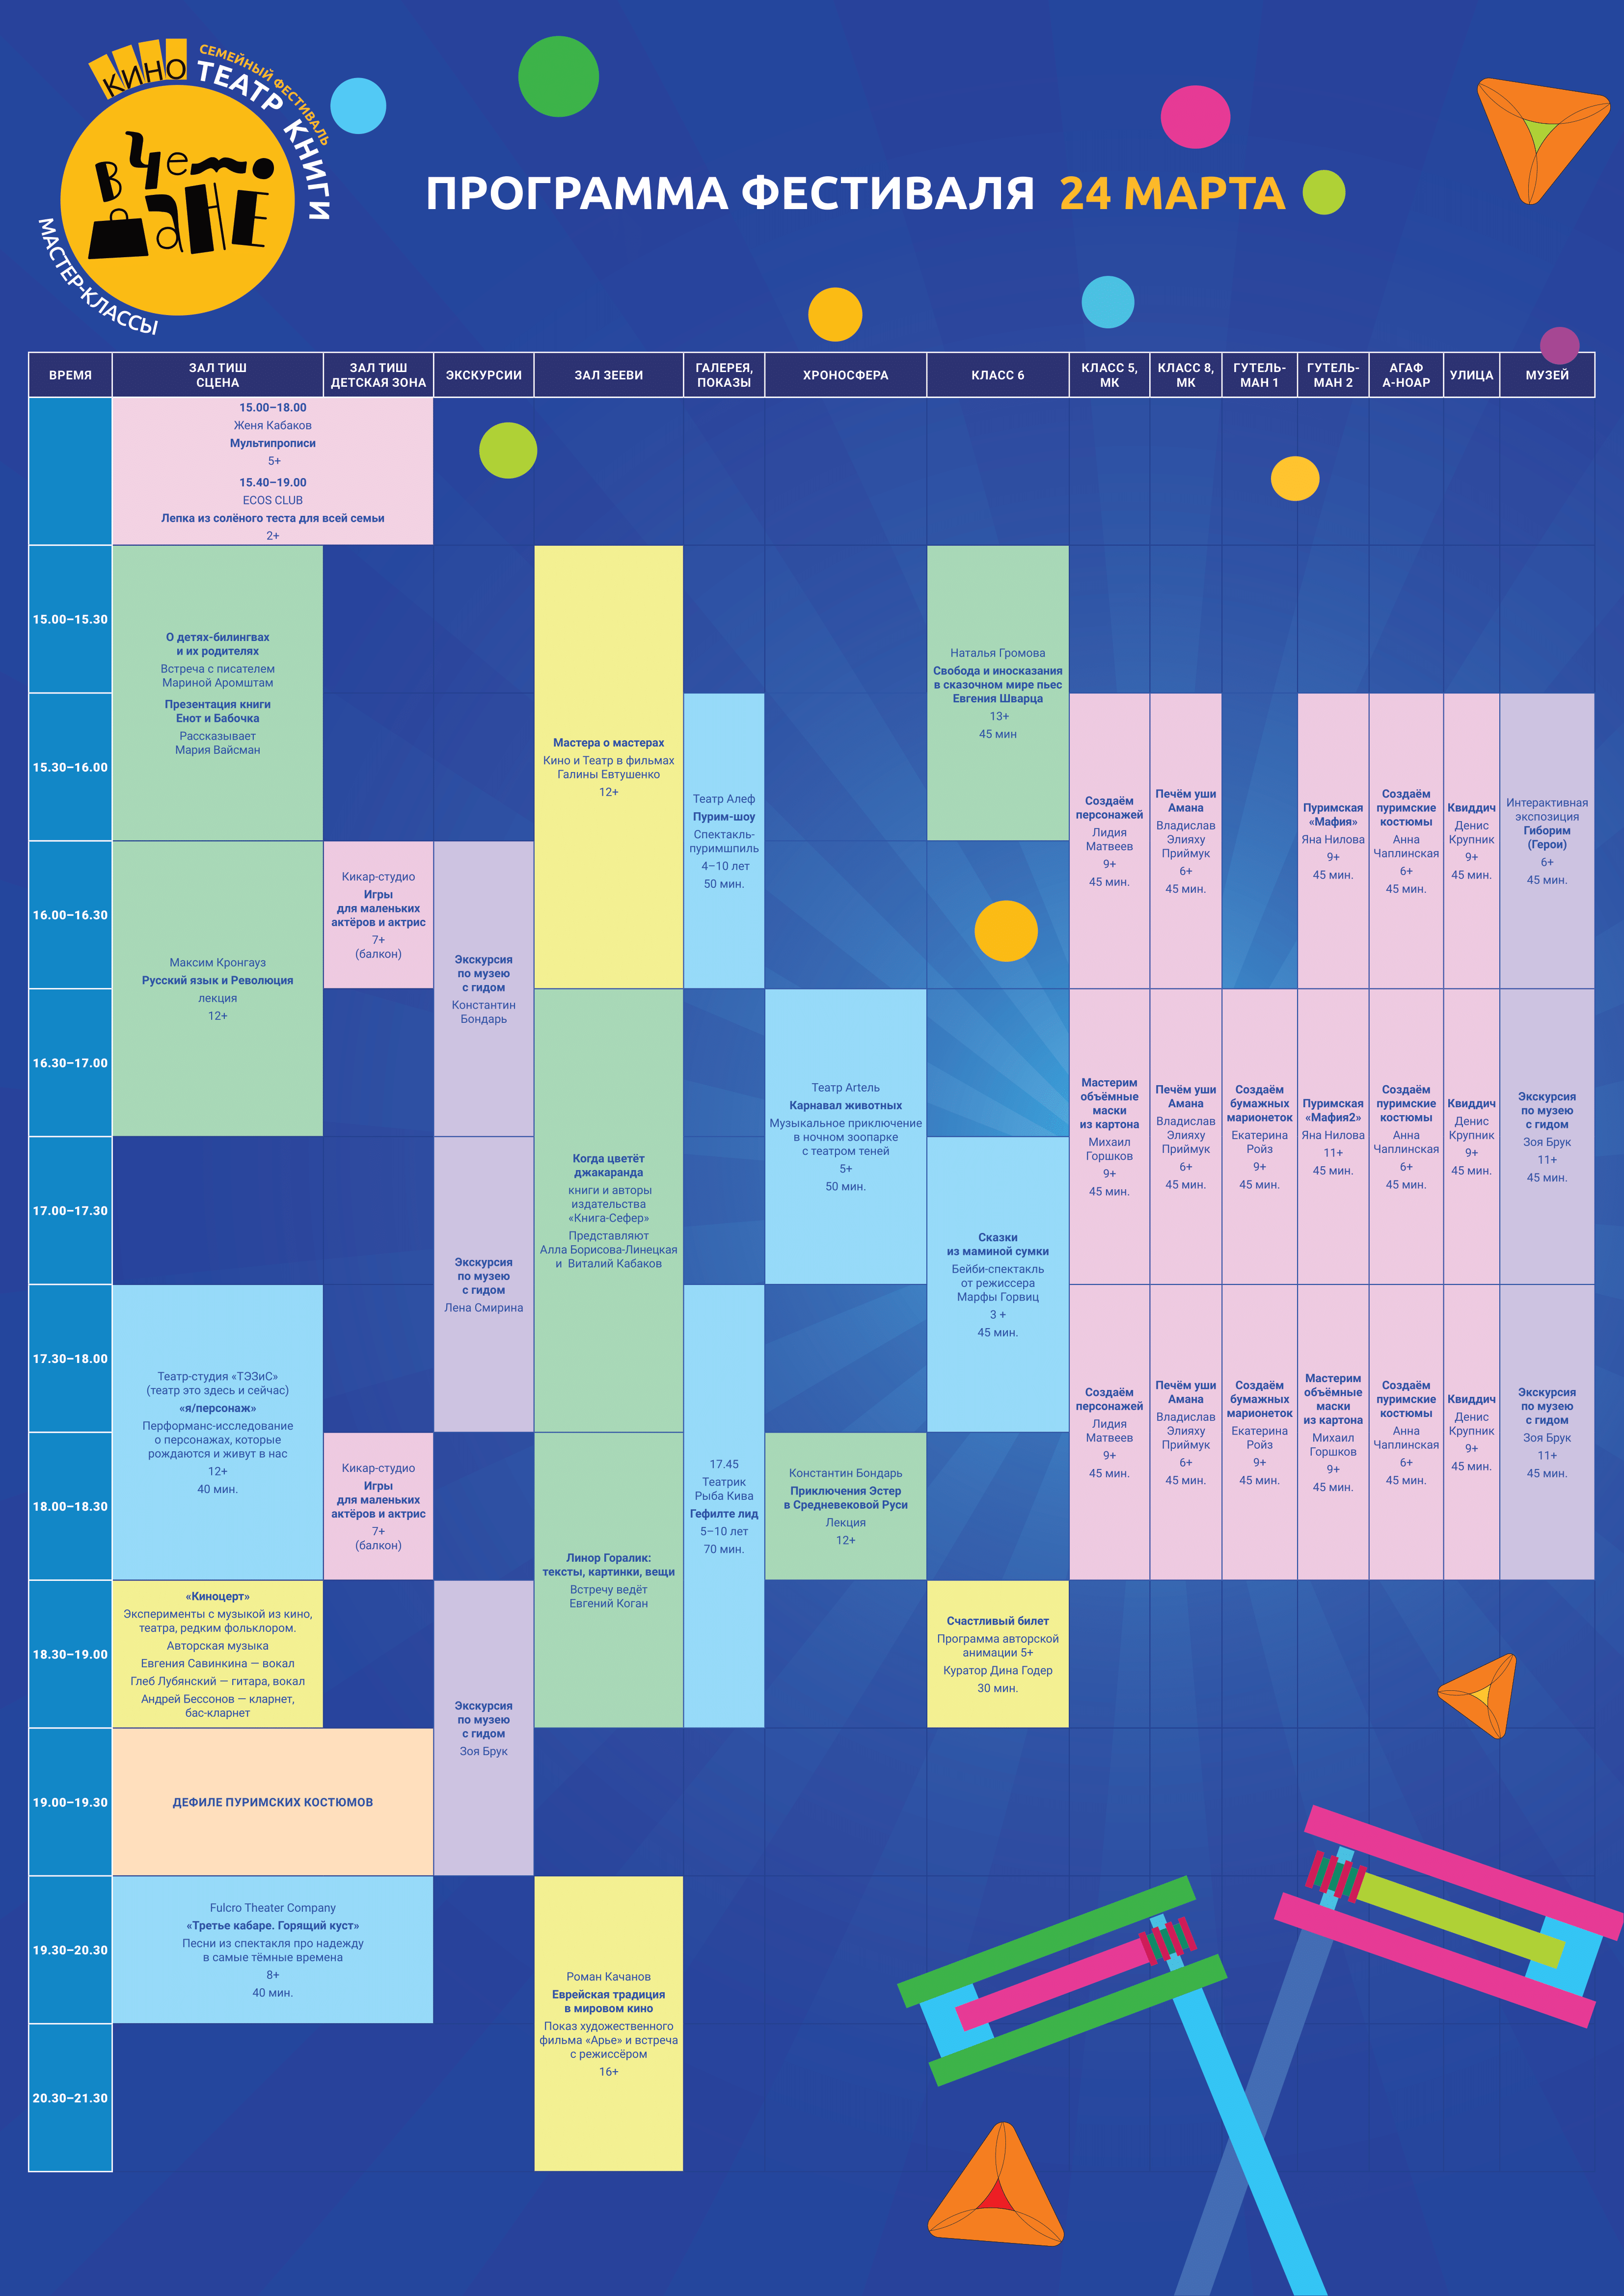 КИНО
СЕМЕЙНЫЙ ФЕСТИВАЛЬ
ТЕАТР КНИГИ
В Чемо
дАНЕ
МАСТЕР-КЛАССЫ
ПРОГРАММА ФЕСТИВАЛЯ 24 МАРТА
ВРЕМЯ
ЗАЛ ТИШ
СЦЕНА
ЗАЛ ТИШ
ДЕТСКАЯ ЗОНА
ЭКСКУРСИИ
ЗАЛ ЗЕЕВИ
ГАЛЕРЕЯ,
ПОКАЗЫ
ХРОНОСФЕРА
КЛАСС 6
КЛАСС 5,
МК
КЛАСС 8,
МК
ГУТЕЛЬ-
МАН 1
ГУТЕЛЬ-
МАН 2
АГАФ
А-НОАР
УЛИЦА
МУЗЕЙ
15.00–18.00
Женя Кабаков
Мультипрописи
5+
15.40–19.00
ECOS CLUB
Лепка из солёного теста для всей семьи
2+
15.00–15.30
О детях-билингвах
и их родителях
Встреча с писателем
Мариной Аромштам
Презентация книги
Енот и Бабочка
Рассказывает
Мария Вайсман
Мастера о мастерах
Кино и Театр в фильмах
Галины Евтушенко
12+
Наталья Громова
Свобода и иносказания
в сказочном мире пьес
Евгения Шварца
13+
45 мин
15.30–16.00
Театр Алеф
Пурим-шоу
Спектакль-
пуримшпиль
4–10 лет
50 мин.
Создаём
персонажей
Лидия
Матвеев
9+
45 мин.
Печём уши
Амана
Владислав
Элияху
Приймук
6+
45 мин.
Пуримская
«Мафия»
Яна Нилова
9+
45 мин.
Создаём
пуримские
костюмы
Анна
Чаплинская
6+
45 мин.
Квиддич
Денис
Крупник
9+
45 мин.
Интерактивная
экспозиция
Гиборим
(Герои)
6+
45 мин.
16.00–16.30
Максим Кронгауз
Русский язык и Революция
лекция
12+
Кикар-студио
Игры
для маленьких
актёров и актрис
7+
(балкон)
Экскурсия
по музею
с гидом
Константин
Бондарь
16.30–17.00
Когда цветёт
джакаранда
книги и авторы
издательства
«Книга-Сефер»
Представляют
Алла Борисова-Линецкая
и Виталий Кабаков
Театр Артель
Карнавал животных
Музыкальное приключение
в ночном зоопарке
с театром теней
5+
50 мин.
Мастерим
объёмные
маски
из картона
Михаил
Горшков
9+
45 мин.
Печём уши
Амана
Владислав
Элияху
Приймук
6+
45 мин.
Создаём
бумажных
марионеток
Екатерина
Ройз
9+
45 мин.
Пуримская
«Мафия2»
Яна Нилова
11+
45 мин.
Создаём
пуримские
костюмы
Анна
Чаплинская
6+
45 мин.
Квиддич
Денис
Крупник
9+
45 мин.
Экскурсия
по музею
с гидом
Зоя Брук
11+
45 мин.
17.00–17.30
Экскурсия
по музею
с гидом
Лена Смирина
Сказки
из маминой сумки
Бейби-спектакль
от режиссера
Марфы Горвиц
3 +
45 мин.
17.30–18.00
Театр-студия «ТЭЗиС»
(театр это здесь и сейчас)
«я/персонаж»
Перформанс-исследование
о персонажах, которые
рождаются и живут в нас
12+
40 мин.
17.45
Театрик
Рыба Кива
Гефилте лид
5–10 лет
70 мин.
Создаём
персонажей
Лидия
Матвеев
9+
45 мин.
Печём уши
Амана
Владислав
Элияху
Приймук
6+
45 мин.
Создаём
бумажных
марионеток
Екатерина
Ройз
9+
45 мин.
Мастерим
объёмные
маски
из картона
Михаил
Горшков
9+
45 мин.
Создаём
пуримские
костюмы
Анна
Чаплинская
6+
45 мин.
Квиддич
Денис
Крупник
9+
45 мин.
Экскурсия
по музею
с гидом
Зоя Брук
11+
45 мин.
18.00–18.30
Кикар-студио
Игры
для маленьких
актёров и актрис
7+
(балкон)
Линор Горалик:
тексты, картинки, вещи
Встречу ведёт
Евгений Коган
Константин Бондарь
Приключения Эстер
в Средневековой Руси
Лекция
12+
18.30–19.00
«Киноцерт»
Эксперименты с музыкой из кино,
театра, редким фольклором.
Авторская музыка
Евгения Савинкина — вокал
Глеб Лубянский — гитара, вокал
Андрей Бессонов — кларнет,
бас-кларнет
Экскурсия
по музею
с гидом
Зоя Брук
Счастливый билет
Программа авторской
анимации 5+
Куратор Дина Годер
30 мин.
19.00–19.30
ДЕФИЛЕ ПУРИМСКИХ КОСТЮМОВ
19.30–20.30
Fulcro Theater Company
«Третье кабаре. Горящий куст»
Песни из спектакля про надежду
в самые тёмные времена
8+
40 мин.
Роман Качанов
Еврейская традиция
в мировом кино
Показ художественного
фильма «Арье» и встреча
с режиссёром
16+
20.30–21.30